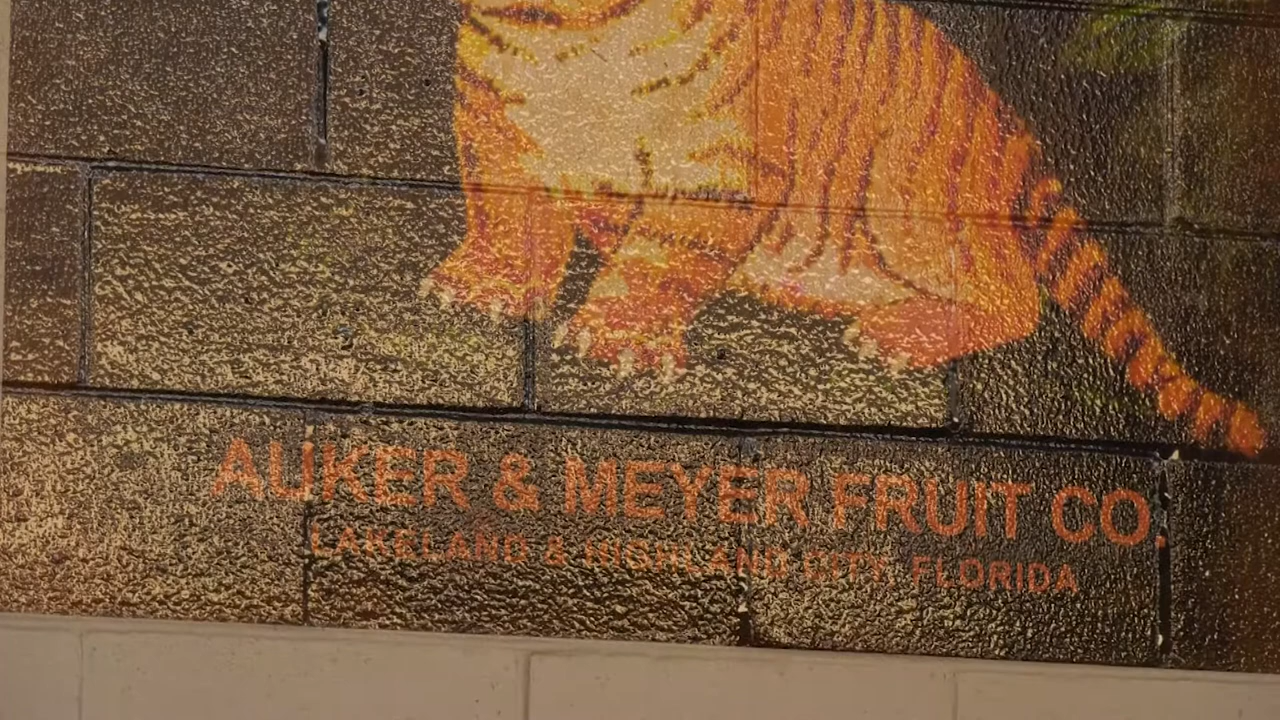 AUKER & MEYER FRUIT CO.
LAKELAND & HIGHLAND CITY, FLORIDA